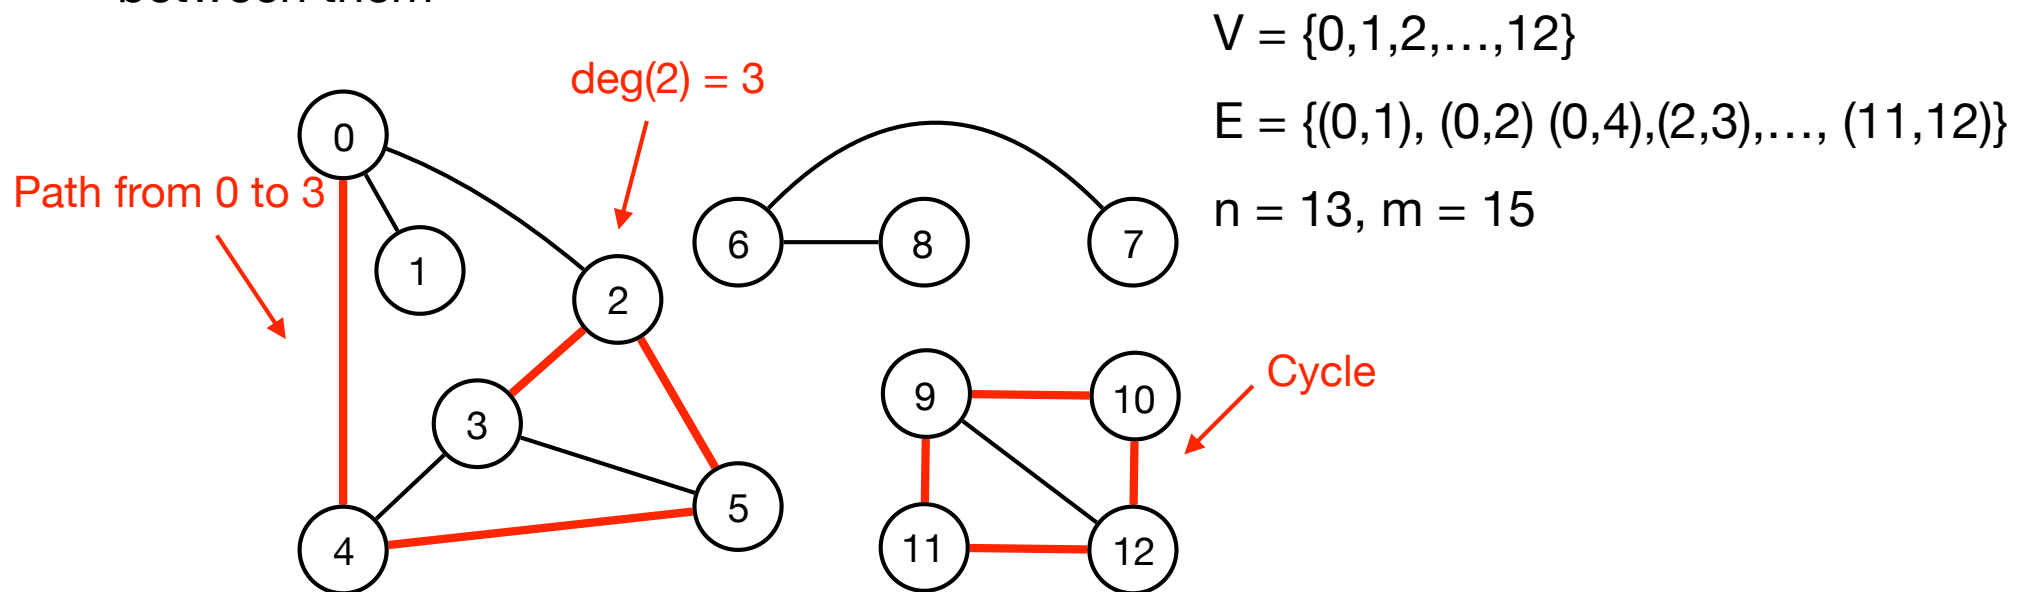 between them
V = {0,1,2,…,12}
deg(2) = 3
E = {(0,1), (0,2) (0,4),(2,3),…, (11,12)}
0
Path from 0 to 3
n = 13, m = 15
6
8
7
1
2
Cycle
9
10
3
5
4
11
12